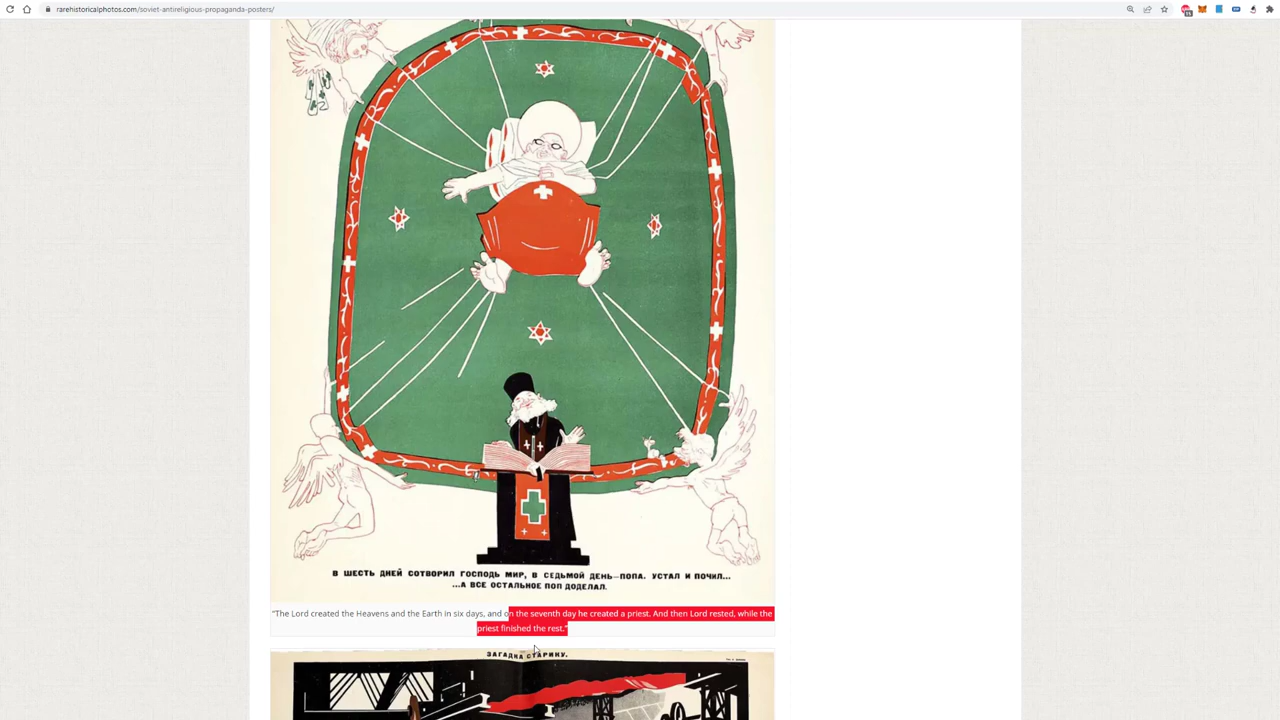 rarehistoricalphotos.com/soviet-antireligious-propaganda-posters/
В ШЕСТЬ ДНЕЙ СОТВОРИЛ ГОСПОДЬ МИР, В СЕДЬМОЙ ДЕНЬ—ПОПА. УСТАЛ И ПОЧИЛ...
...А ВСЕ ОСТАЛЬНОЕ ПОП ДОДЕЛАЛ.
"The Lord created the Heavens and the Earth in six days, and on the seventh day he created a priest. And then Lord rested, while the
priest finished the rest."
ЗАГАДКА СТАРИКУ.